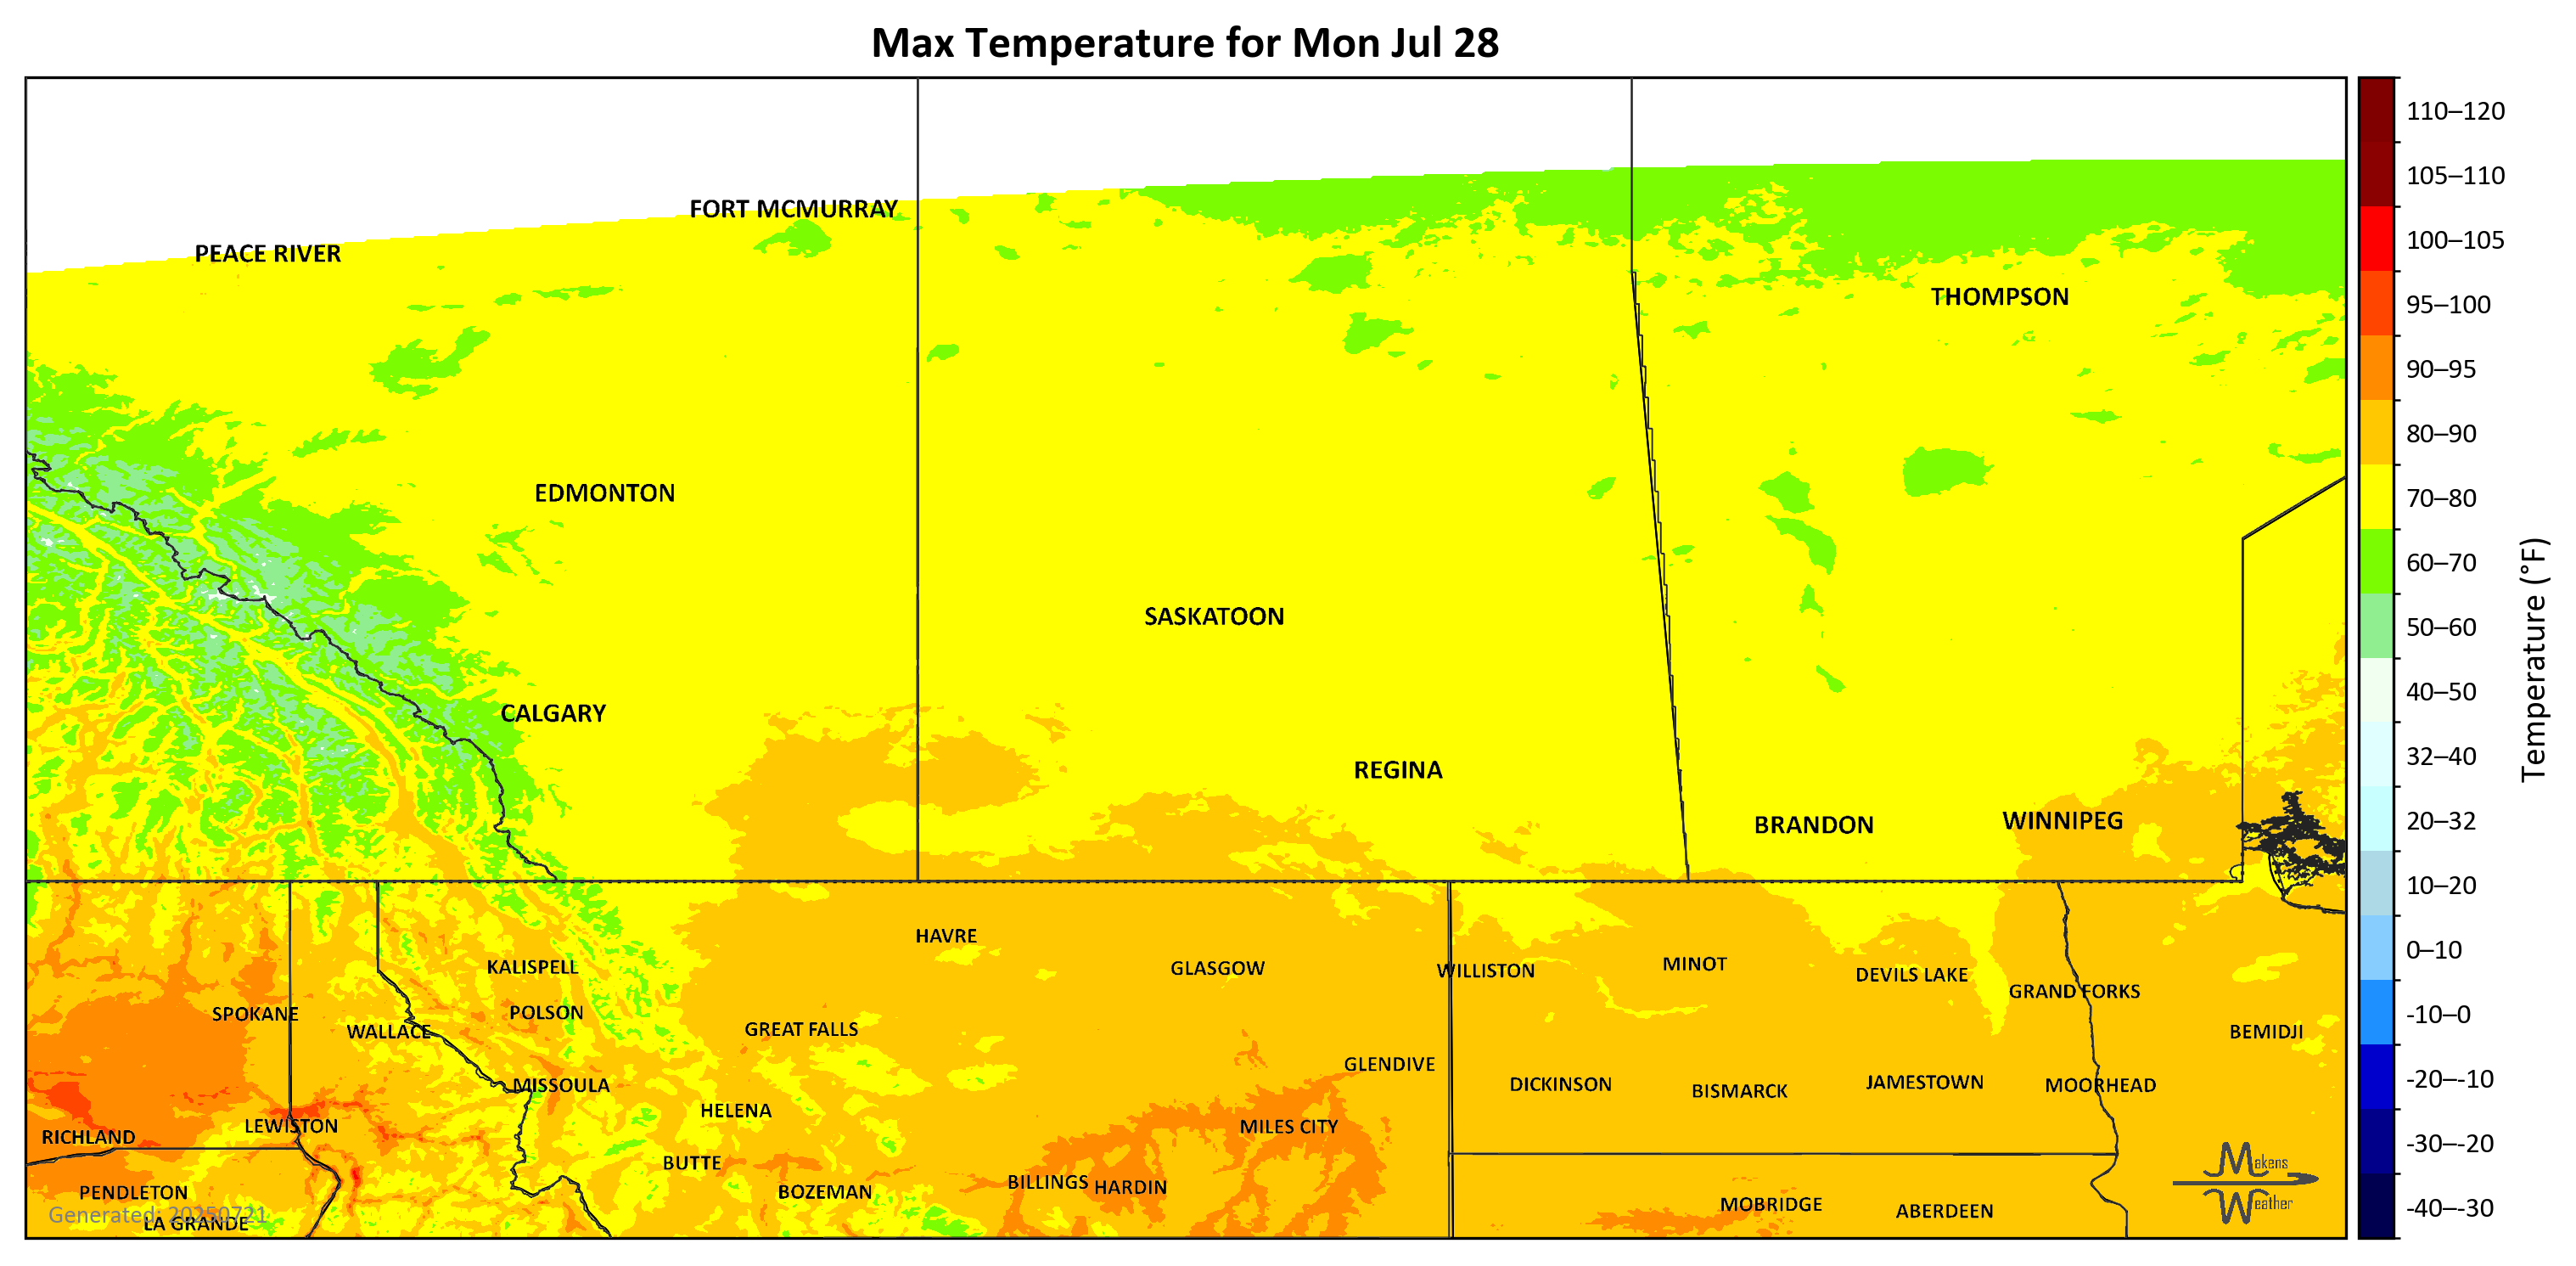 Max Temperature for Mon Jul 28
110–120
105–110
100–105
95–100
90–95
80–90
70–80
60–70
50–60
40–50
32–40
20–32
10–20
0–10
-10–0
-20–-10
-30–-20
-40–-30
Temperature (°F)
FORT MCMURRAY
PEACE RIVER
THOMPSON
EDMONTON
SASKATOON
CALGARY
REGINA
BRANDON
WINNIPEG
HAVRE
KALISPELL
GLASGOW
WILLISTON
MINOT
DEVILS LAKE
GRAND FORKS
SPOKANE
POLSON
WALLACE
GREAT FALLS
BEMIDJI
GLENDIVE
MISSOULA
DICKINSON
BISMARCK
JAMESTOWN
MOORHEAD
HELENA
LEWISTON
MILES CITY
RICHLAND
BUTTE
BILLINGS
HARDIN
PENDLETON
BOZEMAN
MOBRIDGE
ABERDEEN
LA GRANDE
Generated: 20250721
Makens
Weather